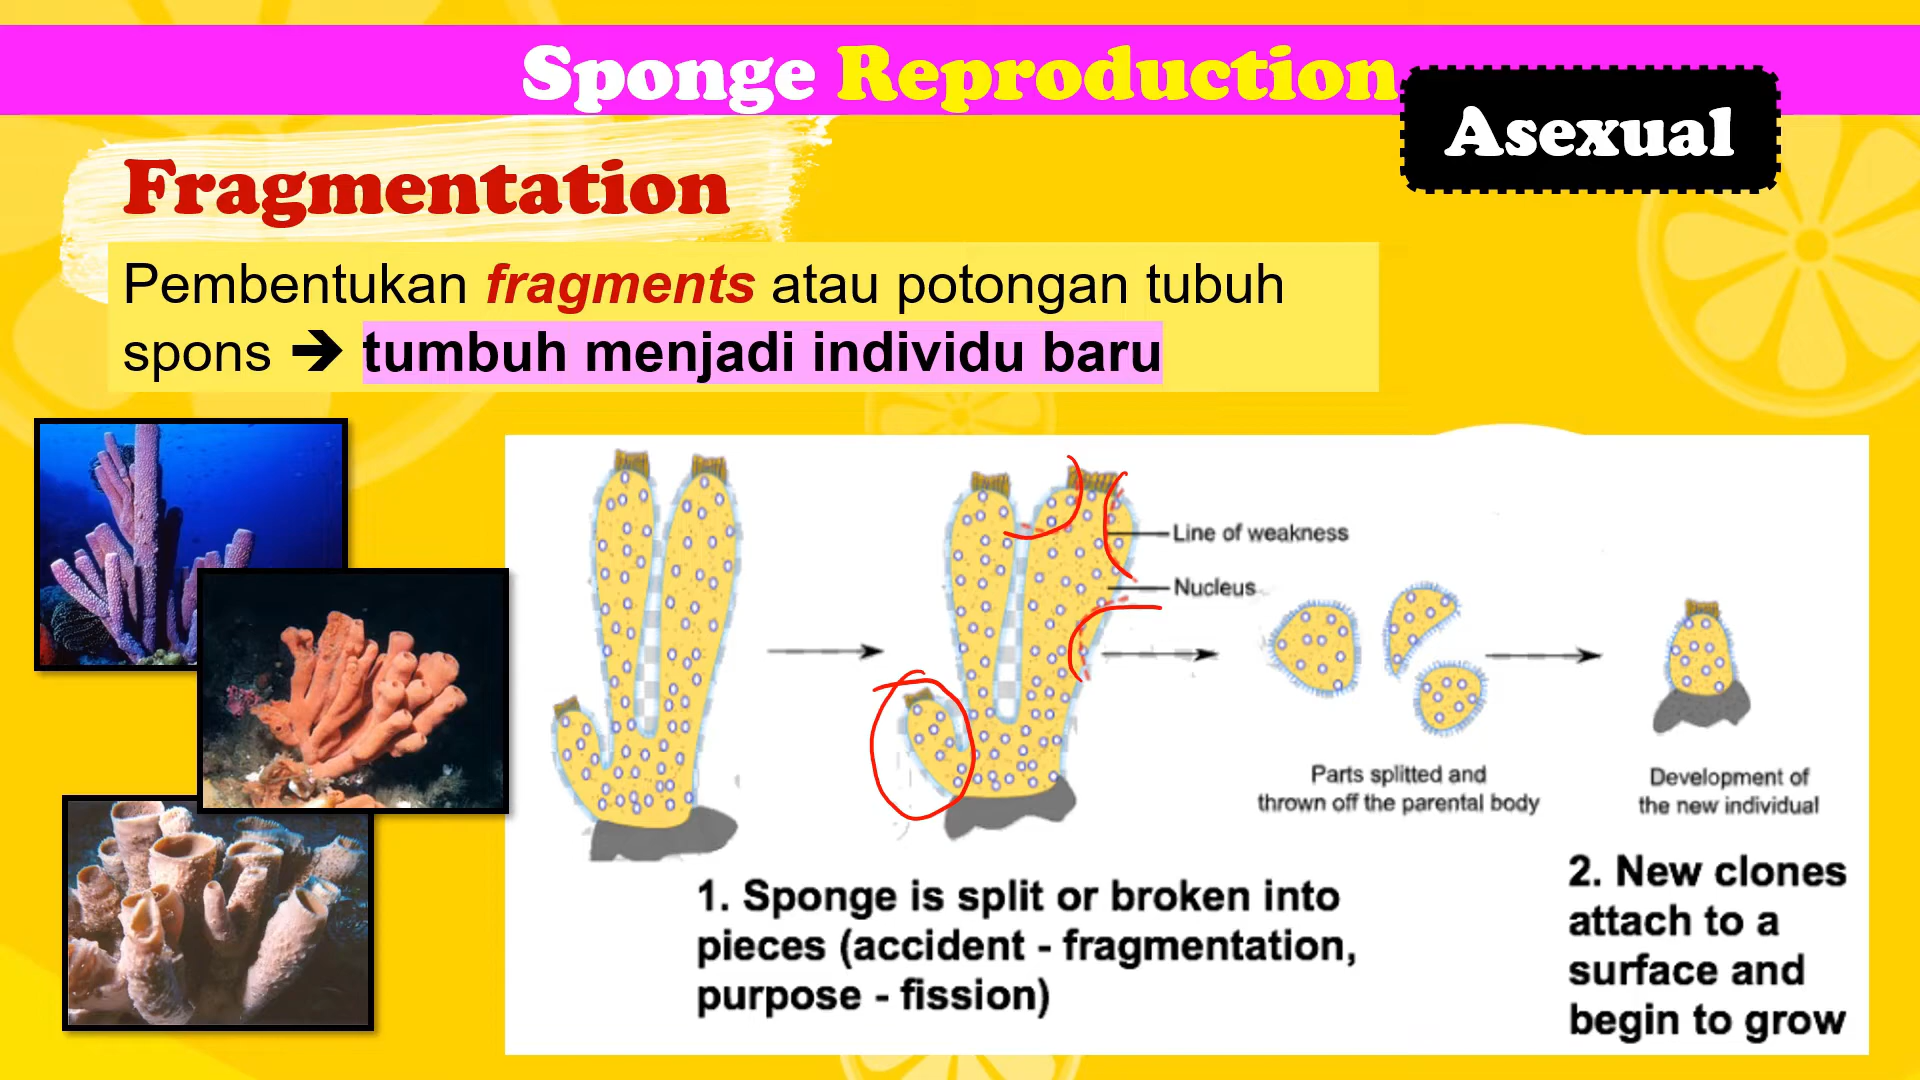 Sponge Reproduction
Asexual
Fragmentation
Pembentukan fragments atau potongan tubuh
spons ➔ tumbuh menjadi individu baru
Line of weakness
Nucleus
Parts splitted and
thrown off the parental body
Development of
the new individual
1. Sponge is split or broken into
pieces (accident - fragmentation,
purpose - fission)
2. New clones
attach to a
surface and
begin to grow